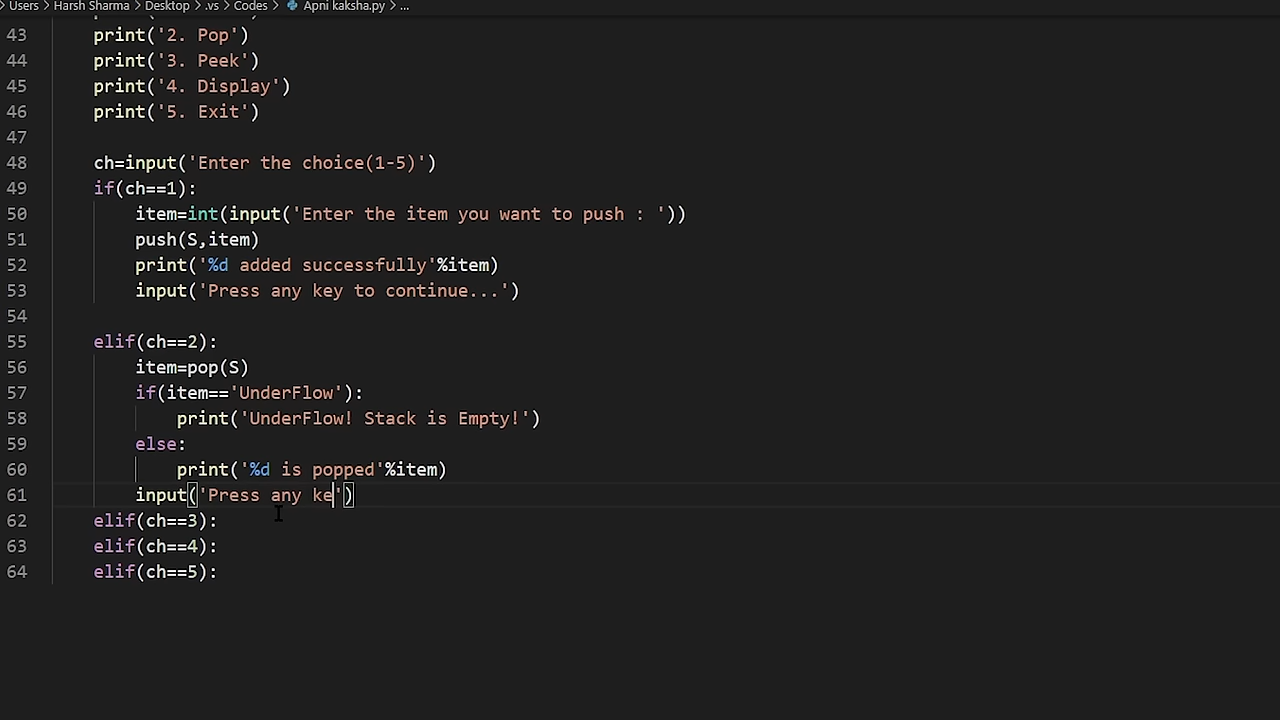 Users > Harsh Sharma > Desktop > .vs > Codes > Apni kaksha.py > ...
43 print('2. Pop')
44 print('3. Peek')
45 print('4. Display')
46 print('5. Exit')
47
48 ch=input('Enter the choice(1-5)')
49 if(ch==1):
50 item=int(input('Enter the item you want to push : '))
51 push(S,item)
52 print('%d added successfully'%item)
53 input('Press any key to continue...')
54
55 elif(ch==2):
56 item=pop(S)
57 if(item=='UnderFlow'):
58 print('UnderFlow! Stack is Empty!')
59 else:
60 print('%d is popped'%item)
61 input('Press any ke')
62 elif(ch==3):
63 elif(ch==4):
64 elif(ch==5):